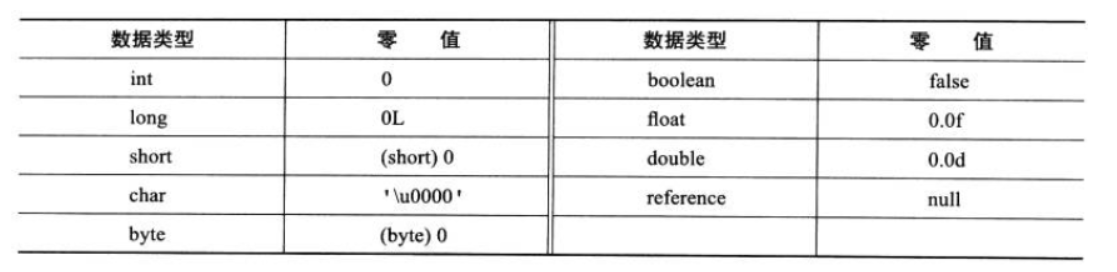 数据类型 零 值 数据类型 零 值
int 0 boolean false
long 0L float 0.0f
short (short) 0 double 0.0d
char '\u0000' reference null
byte (byte) 0